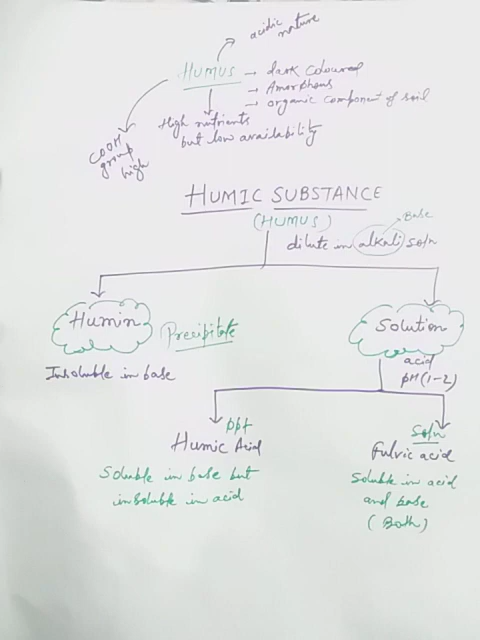 acidic
nature
HUMUS
dark coloured
Amorphous
organic component of soil
High nutrients
but low availability
COOH
group
high
HUMIC SUBSTANCE
(HUMUS)
Base
dilute in alkali soln
Humin
Precipitate
Solution
Insoluble in base
acid
pH (1-2)
ppt
Humic Acid
Soluble in base but
insoluble in acid
soln
Fulvic acid
Soluble in acid
and base
(Both)